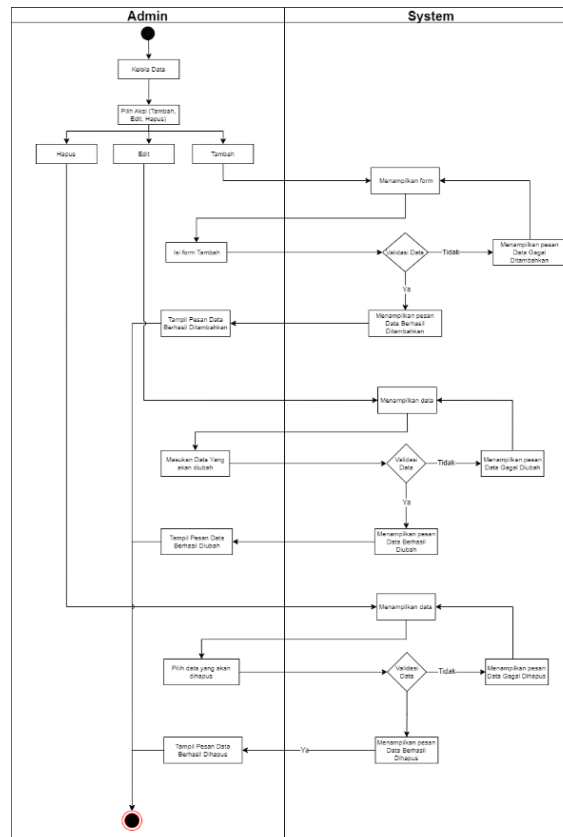 Admin
System
Kelola Data
Pilih Aksi (Tambah,
Edit, Hapus)
Hapus
Edit
Tambah
Menampilkan form
Isi form Tambah
Validasi Data
Tidak
Menampilkan pesan
Data Gagal
Ditambahkan
Ya
Tampil Pesan Data
Berhasil Ditambahkan
Menampilkan pesan
Data Berhasil
Ditambahkan
Menampilkan data
Masukan Data Yang
akan diubah
Validasi
Data
Tidak
Menampilkan pesan
Data Gagal Diubah
Ya
Tampil Pesan Data
Berhasil Diubah
Menampilkan pesan
Data Berhasil
Diubah
Menampilkan data
Pilih data yang akan
dihapus
Validasi
Data
Tidak
Menampilkan pesan
Data Gagal Dihapus
Tampil Pesan Data
Berhasil Dihapus
Ya
Menampilkan pesan
Data Berhasil
Dihapus